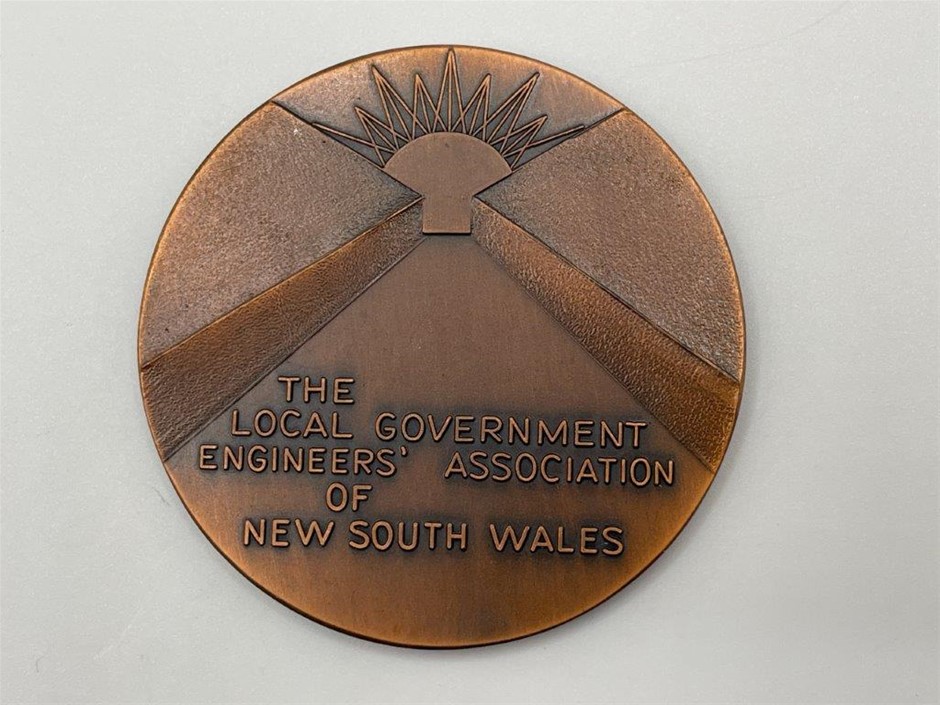 THE
LOCAL GOVERNMENT
ENGINEERS' ASSOCIATION
OF
NEW SOUTH WALES